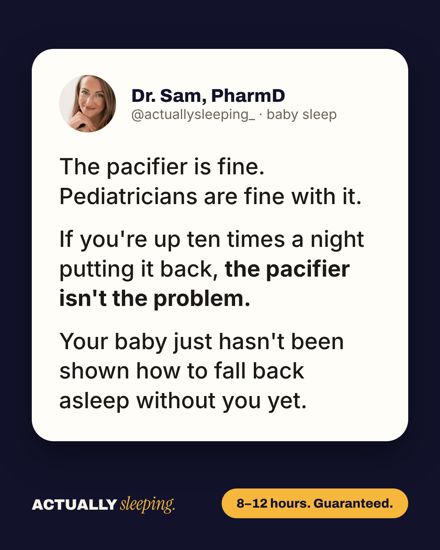 Dr. Sam, PharmD
@actuallysleeping_ · baby sleep
The pacifier is fine.
Pediatricians are fine with it.
If you're up ten times a night
putting it back, the pacifier
isn't the problem.
Your baby just hasn't been
shown how to fall back
asleep without you yet.
ACTUALLY sleeping.
8–12 hours. Guaranteed.